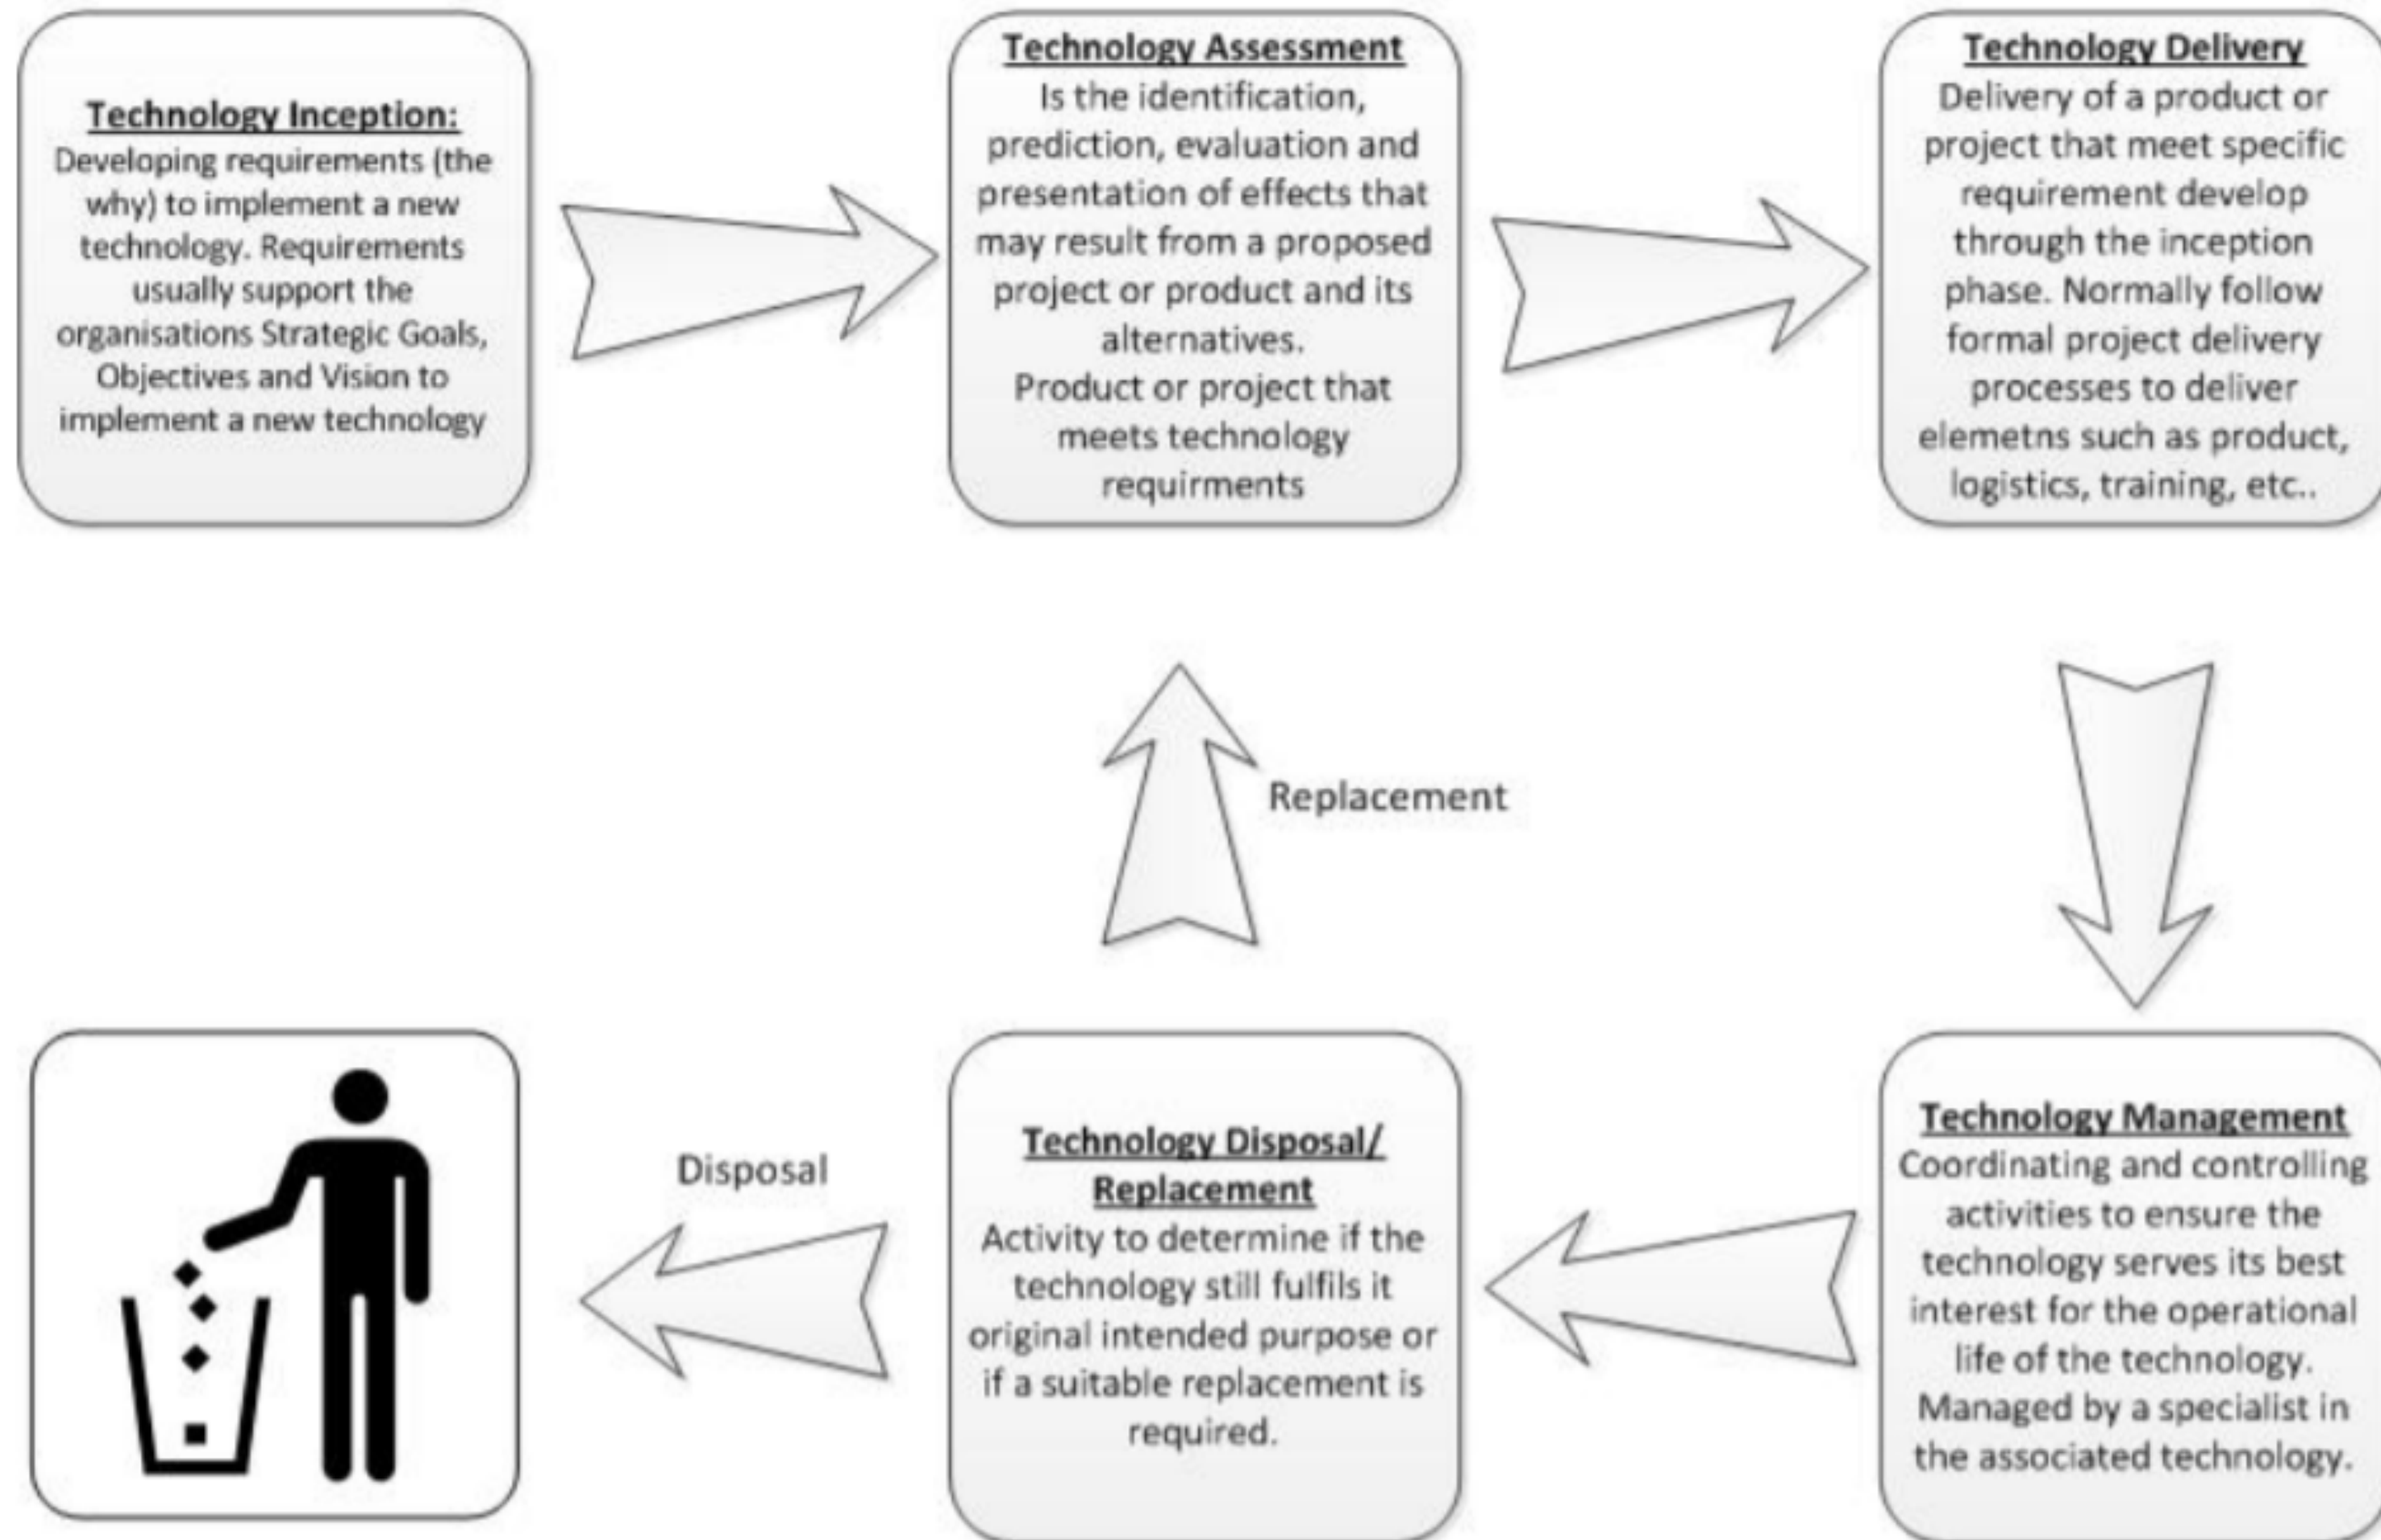 Technology Inception:
Developing requirements (the
why) to implement a new
technology. Requirements
usually support the
organisations Strategic Goals,
Objectives and Vision to
implement a new technology
Technology Assessment
Is the identification,
prediction, evaluation and
presentation of effects that
may result from a proposed
project or product and its
alternatives.
Product or project that
meets technology
requirments
Technology Delivery
Delivery of a product or
project that meet specific
requirement develop
through the inception
phase. Normally follow
formal project delivery
processes to deliver
elemetns such as product,
logistics, training, etc..
Replacement
Disposal
Technology Disposal/
Replacement
Activity to determine if the
technology still fulfils it
original intended purpose or
if a suitable replacement is
required.
Technology Management
Coordinating and controlling
activities to ensure the
technology serves its best
interest for the operational
life of the technology.
Managed by a specialist in
the associated technology.